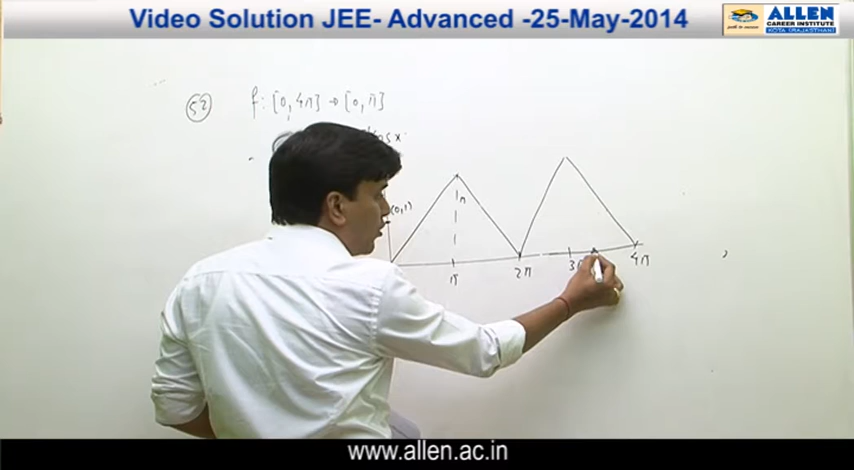 Video Solution JEE- Advanced -25-May-2014
ALLEN
CAREER INSTITUTE
KOTA (RAJASTHAN)
52
f: [0, 4π] → [0, π]
cos x
(0,1)
π
π
2π
3π
4π
www.allen.ac.in